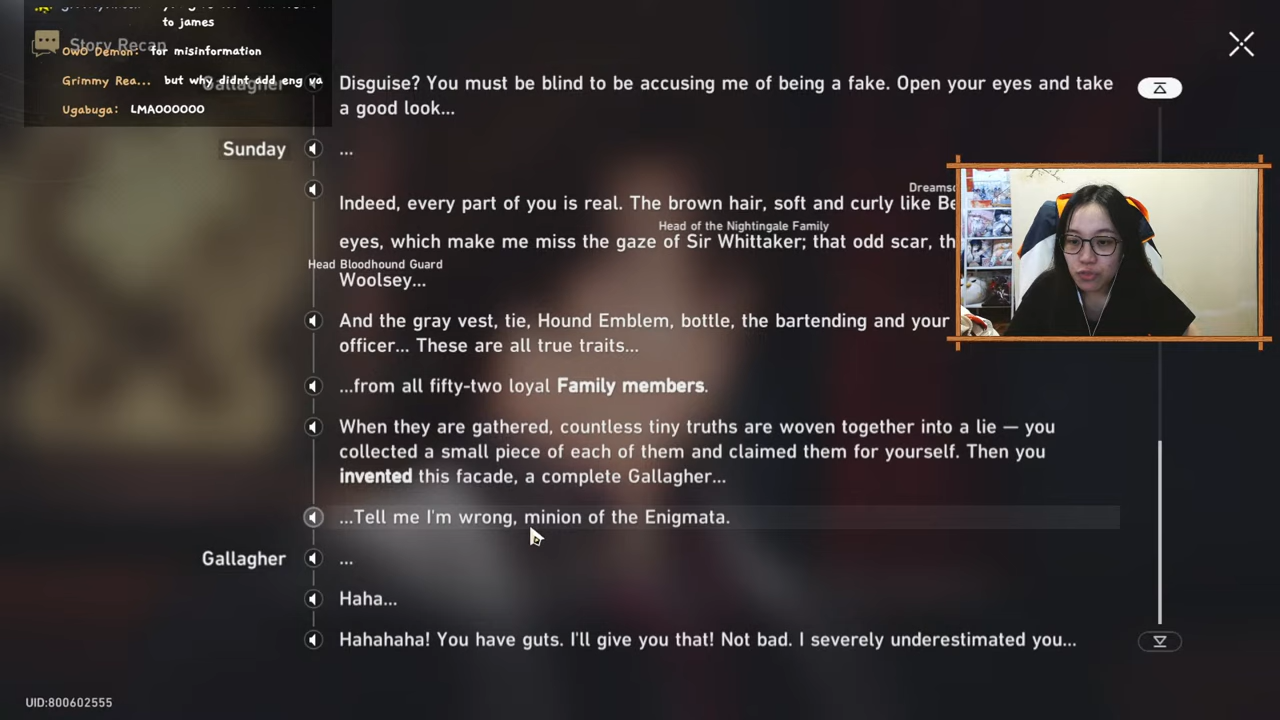 to james
Story Recap
OwO Demon: for misinformation
Grimmy Rea... but why didnt add eng va
Gallagher
Ugabuga: LMAOOOOOO
Disguise? You must be blind to be accusing me of being a fake. Open your eyes and take
a good look...
Sunday
...
Indeed, every part of you is real. The brown hair, soft and curly like
Head of the Nightingale Family
eyes, which make me miss the gaze of Sir Whittaker; that odd scar,
Head Bloodhound Guard
Woolsey...
And the gray vest, tie, Hound Emblem, bottle, the bartending and your
officer... These are all true traits...
...from all fifty-two loyal Family members.
When they are gathered, countless tiny truths are woven together into a lie — you
collected a small piece of each of them and claimed them for yourself. Then you
invented this facade, a complete Gallagher...
...Tell me I'm wrong, minion of the Enigmata.
Gallagher
...
Haha...
Hahahaha! You have guts. I'll give you that! Not bad. I severely underestimated you...
UID:800602555